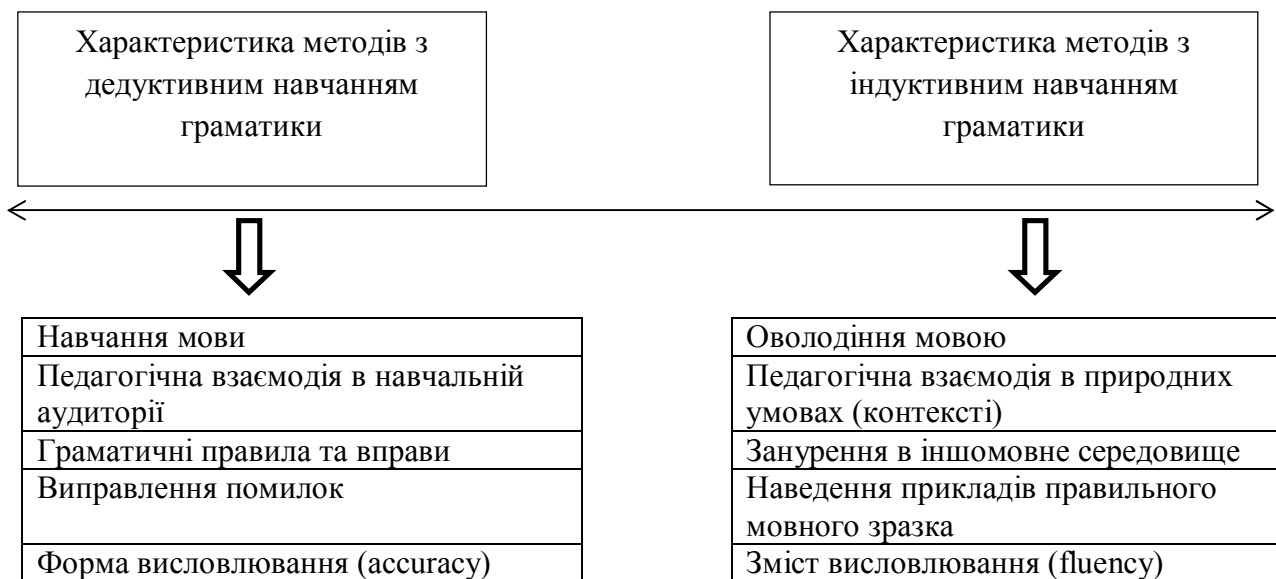 Характеристика методів з
дедуктивним навчанням
граматики
Характеристика методів з
індуктивним навчанням
граматики
Навчання мови
Педагогічна взаємодія в навчальній
аудиторії
Граматичні правила та вправи
Виправлення помилок
Форма висловлювання (accuracy)
Оволодіння мовою
Педагогічна взаємодія в природних
умовах (контексті)
Занурення в іншомовне середовище
Наведення прикладів правильного
мовного зразка
Зміст висловлювання (fluency)